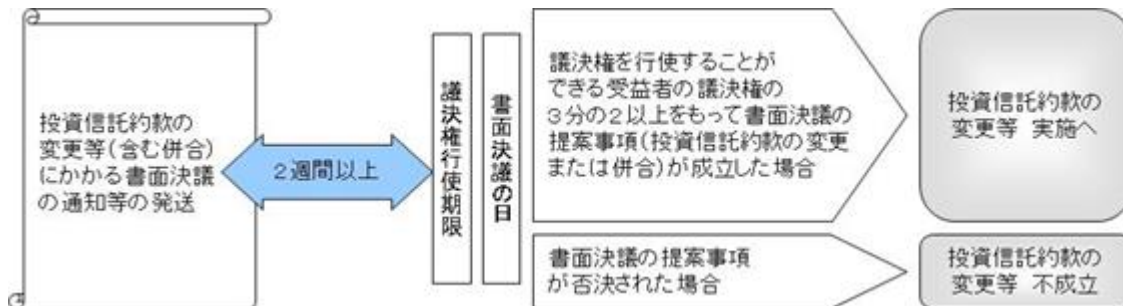 投資信託約款の
変更等(含む併合)
にかかる書面決議
の通知等の発送
2週間以上
議決権行使期限
書面決議の日
議決権を行使することが
できる受益者の議決権の
3分の2以上をもって書面決議の
提案事項(投資信託約款の変更
または併合)が成立した場合
投資信託約款の
変更等 実施へ
書面決議の提案事項
が否決された場合
投資信託約款の
変更等 不成立